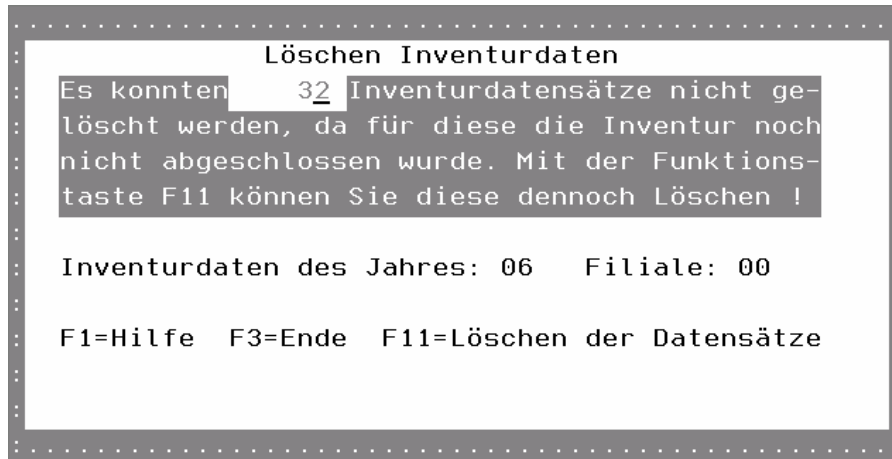 Löschen Inventurdaten
Es konnten 32 Inventurdatensätze nicht ge-
löscht werden, da für diese die Inventur noch
nicht abgeschlossen wurde. Mit der Funktions-
taste F11 können Sie diese dennoch Löschen !
Inventurdaten des Jahres: 06 Filiale: 00
F1=Hilfe F3=Ende F11=Löschen der Datensätze